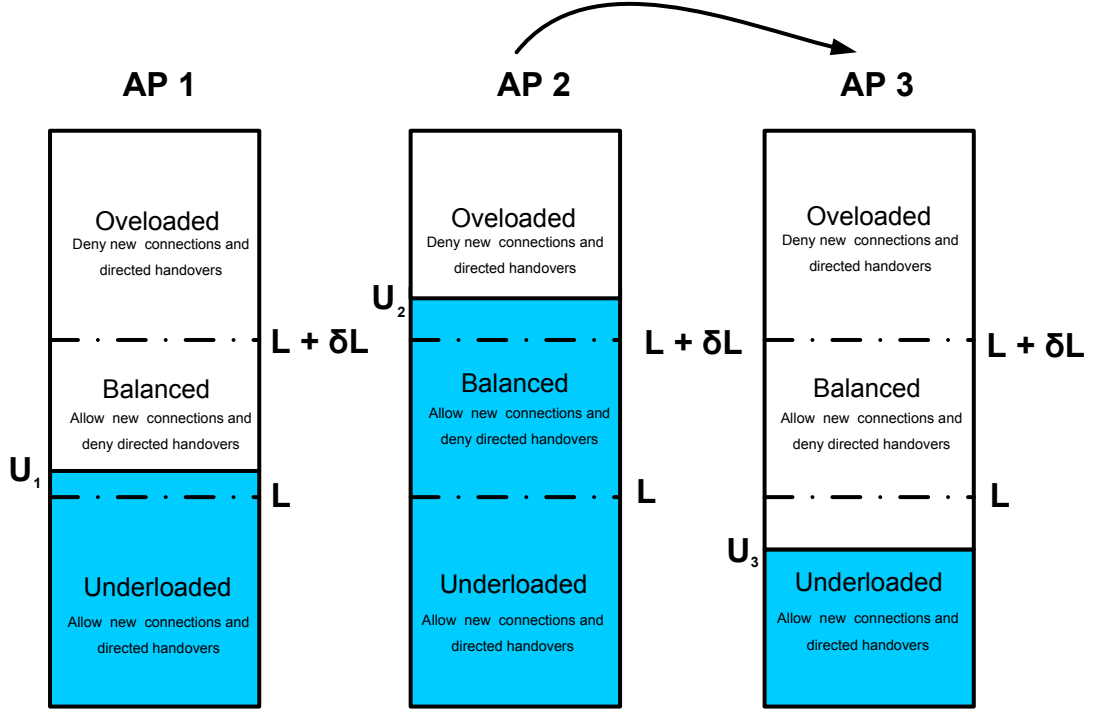 AP 1
AP 2
AP 3
Oveloaded
Deny new connections and
directed handovers
L + δL
Balanced
Allow new connections and
deny directed handovers
U₁
L
Underloaded
Allow new connections and
directed handovers
Oveloaded
Deny new connections and
directed handovers
U₂
L + δL
Balanced
Allow new connections and
deny directed handovers
L
Underloaded
Allow new connections and
directed handovers
Oveloaded
Deny new connections and
directed handovers
L + δL
Balanced
Allow new connections and
deny directed handovers
L
U₃
Underloaded
Allow new connections and
directed handovers